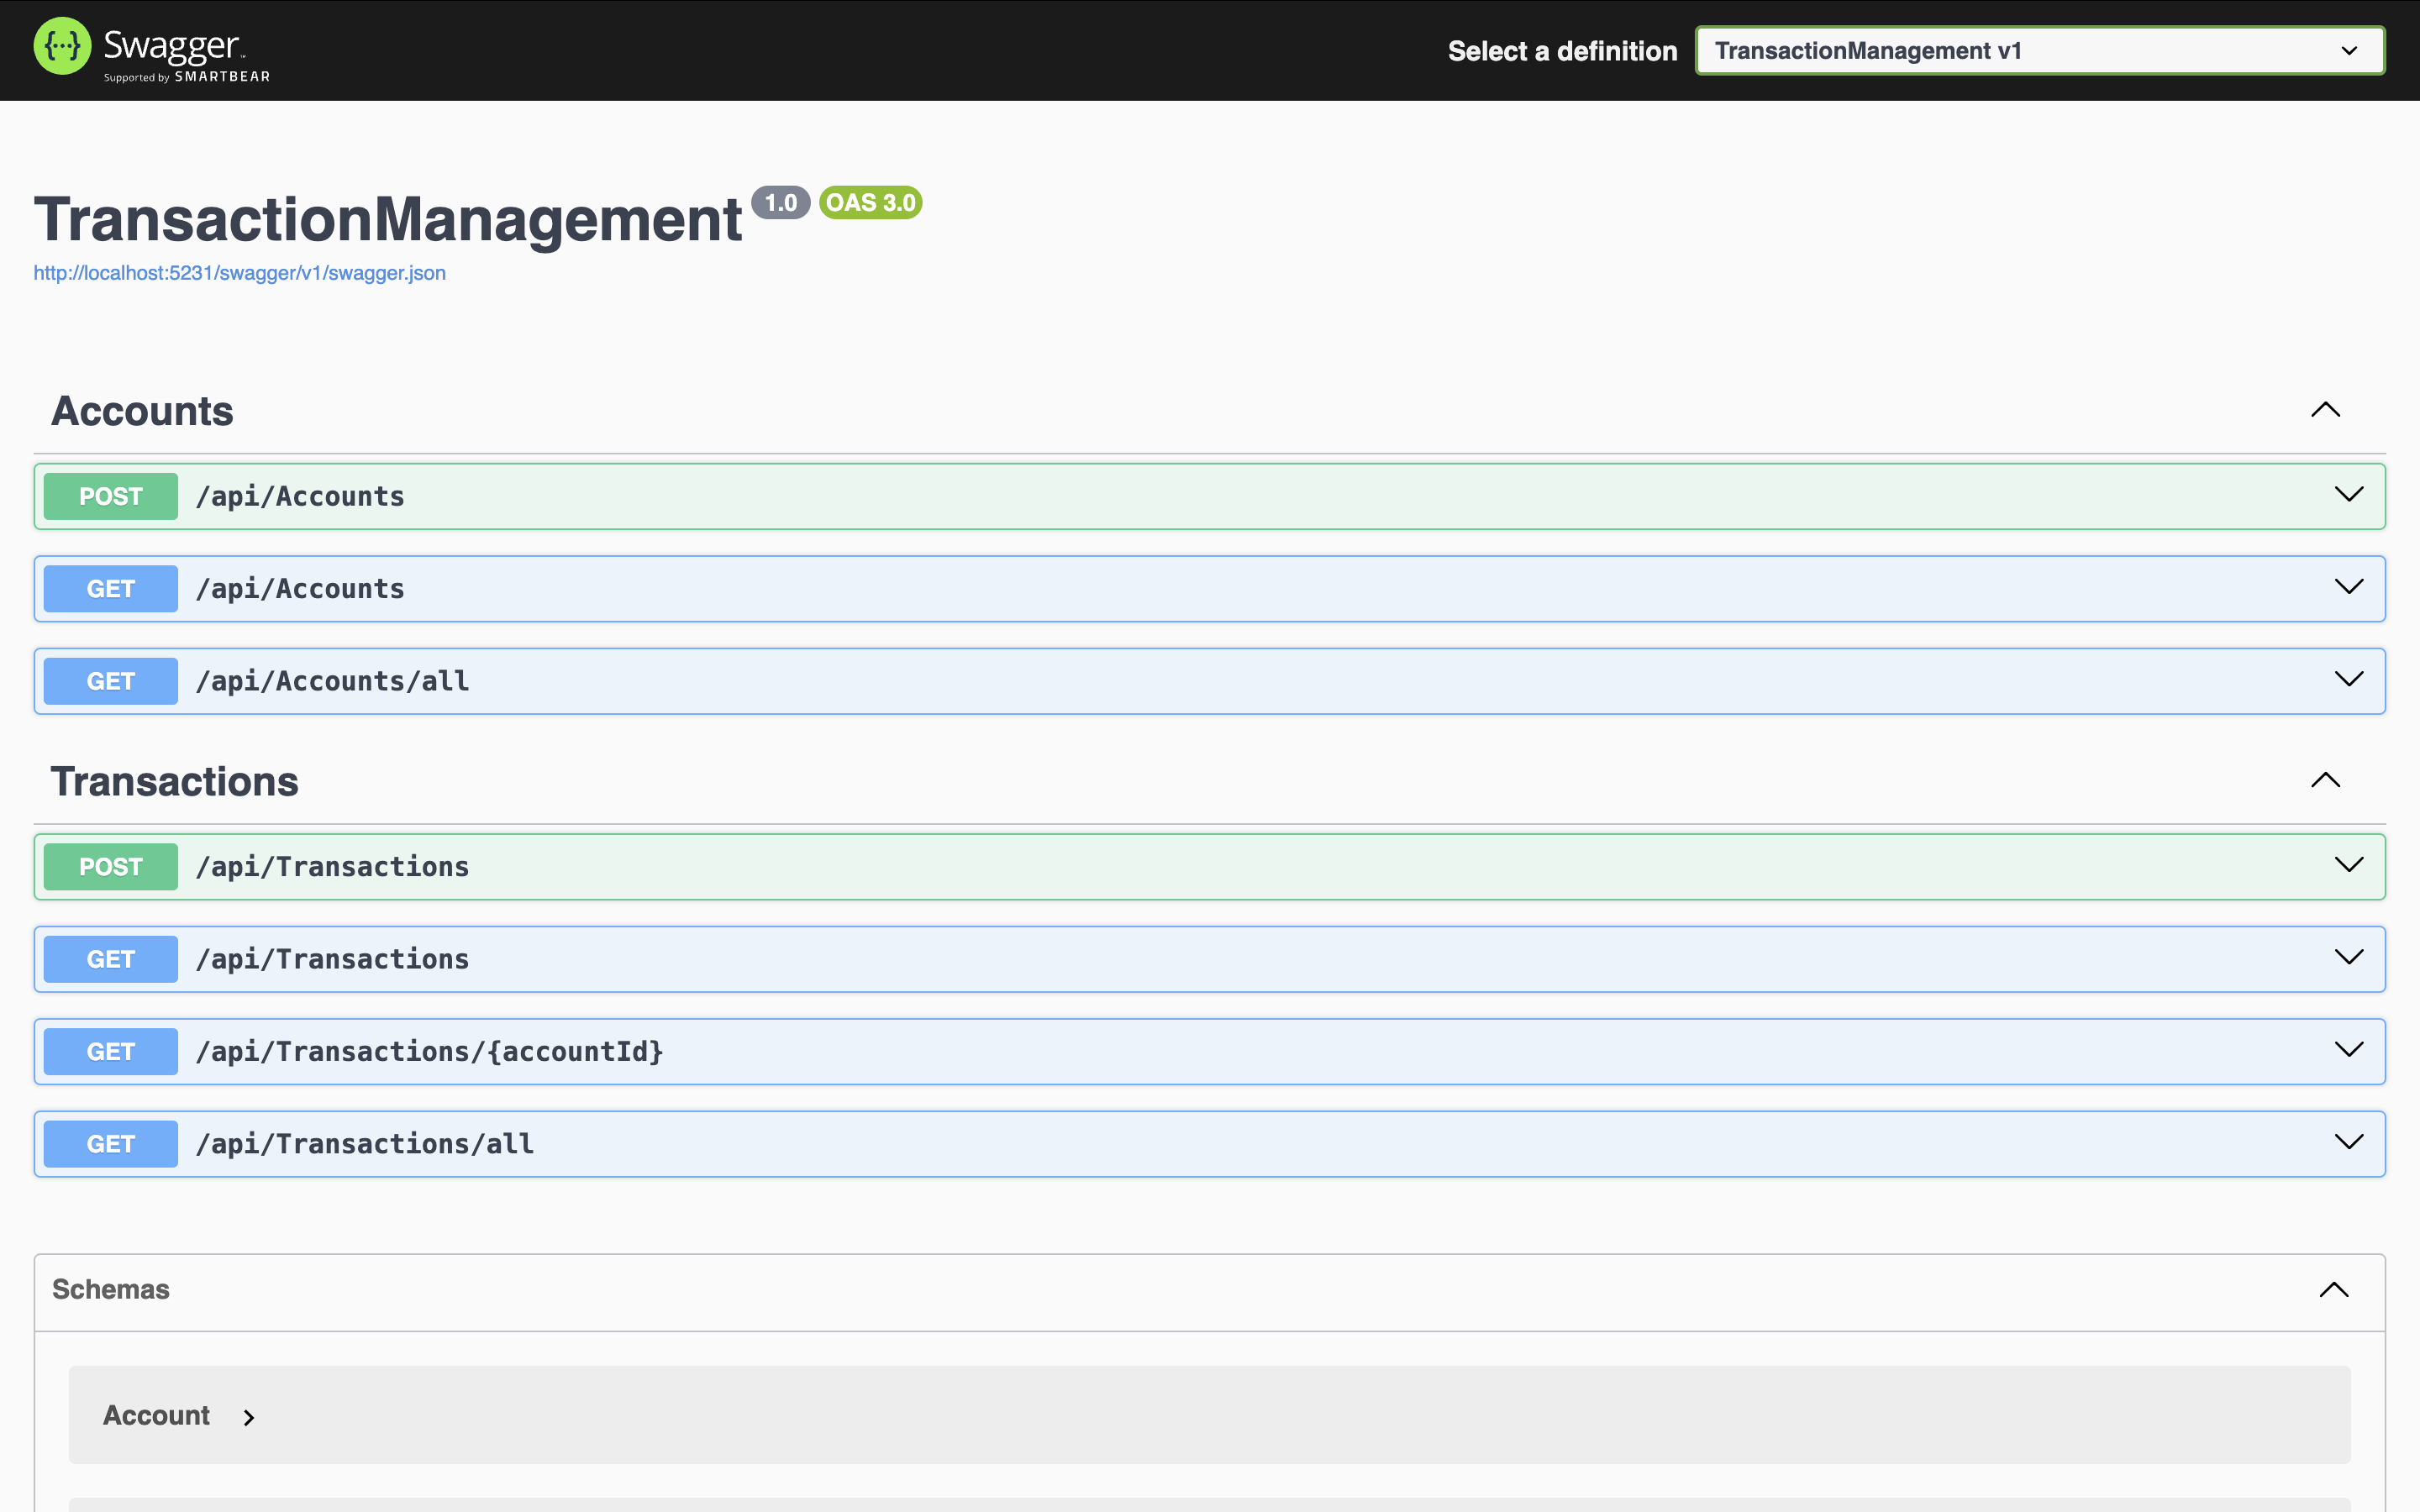 Swagger
Supported by SMARTBEAR
Select a definition
TransactionManagement v1
TransactionManagement 1.0 OAS 3.0
http://localhost:5231/swagger/v1/swagger.json
Accounts
POST /api/Accounts
GET /api/Accounts
GET /api/Accounts/all
Transactions
POST /api/Transactions
GET /api/Transactions
GET /api/Transactions/{accountId}
GET /api/Transactions/all
Schemas
Account